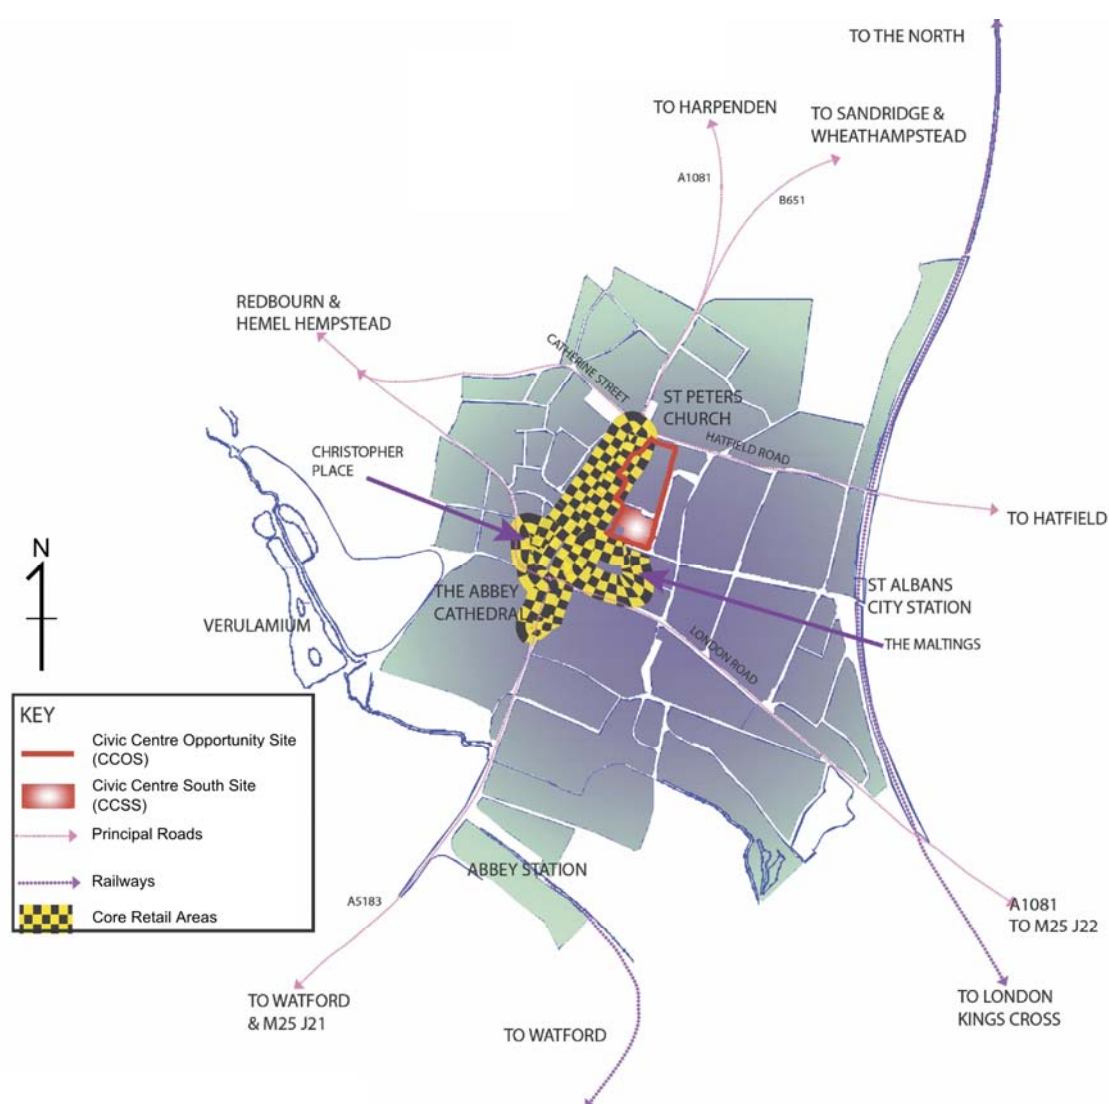 TO THE NORTH
TO HARPENDEN
TO SANDRIDGE &
WHEATHAMPSTEAD
A1081
B651
REDBOURN &
HEMEL HEMPSTEAD
CATHERINE STREET
ST PETERS
CHURCH
HATFIELD ROAD
CHRISTOPHER
PLACE
TO HATFIELD
N
THE ABBEY
CATHEDRAL
ST ALBANS
CITY STATION
VERULAMIUM
LONDON ROAD
THE MALTINGS
KEY
Civic Centre Opportunity Site
(CCOS)
Civic Centre South Site
(CCSS)
Principal Roads
Railways
Core Retail Areas
ABBEY STATION
A5183
A1081
TO M25 J22
TO WATFORD
& M25 J21
TO WATFORD
TO LONDON
KINGS CROSS